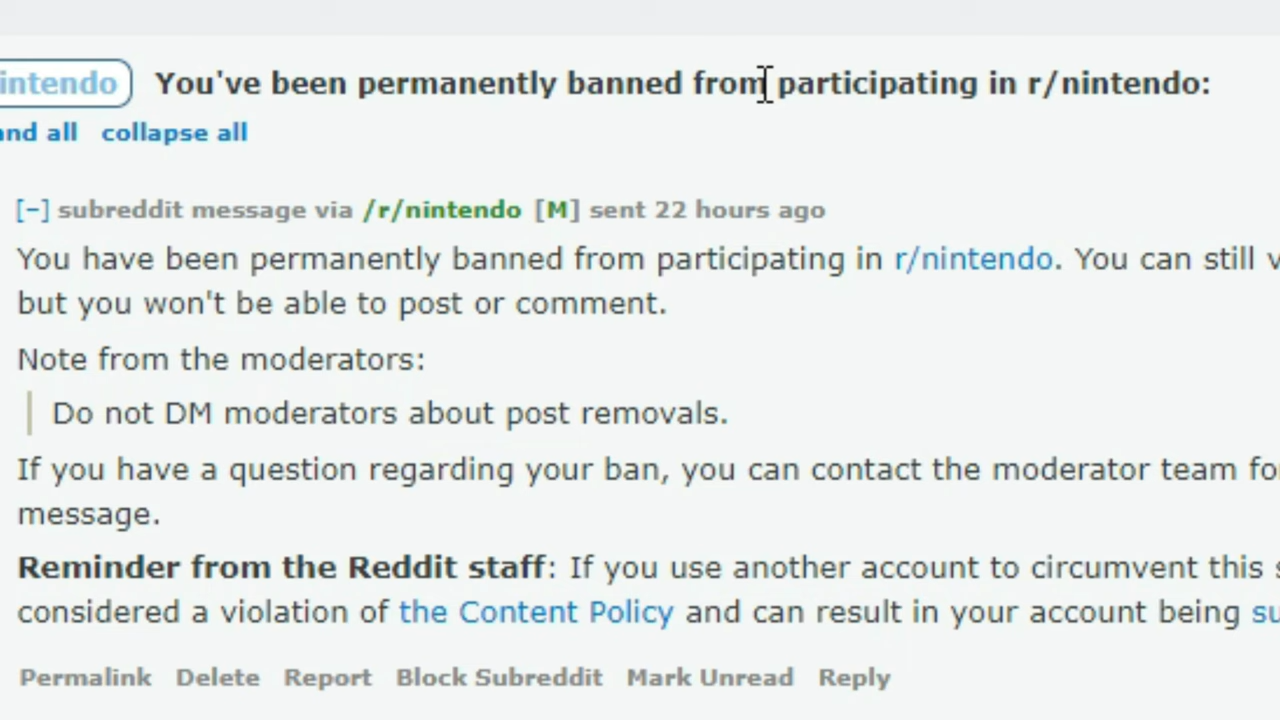 intendo You've been permanently banned from participating in r/nintendo:
and all collapse all
[-] subreddit message via /r/nintendo [M] sent 22 hours ago
You have been permanently banned from participating in r/nintendo. You can still v
but you won't be able to post or comment.
Note from the moderators:
Do not DM moderators about post removals.
If you have a question regarding your ban, you can contact the moderator team fo
message.
Reminder from the Reddit staff: If you use another account to circumvent this s
considered a violation of the Content Policy and can result in your account being su
Permalink Delete Report Block Subreddit Mark Unread Reply